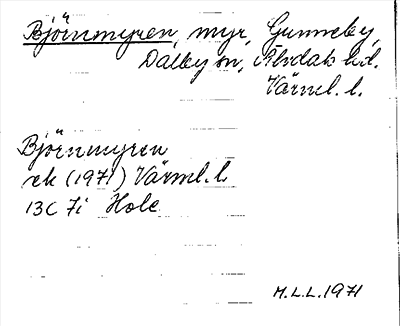 Björnmyren, myr, Gunneby,
Dalby sn, Älvdals hd.
Värml. l.
Björnmyren
ek (1971) Värml. l.
13C 7i Hole
M.L.L. 1971